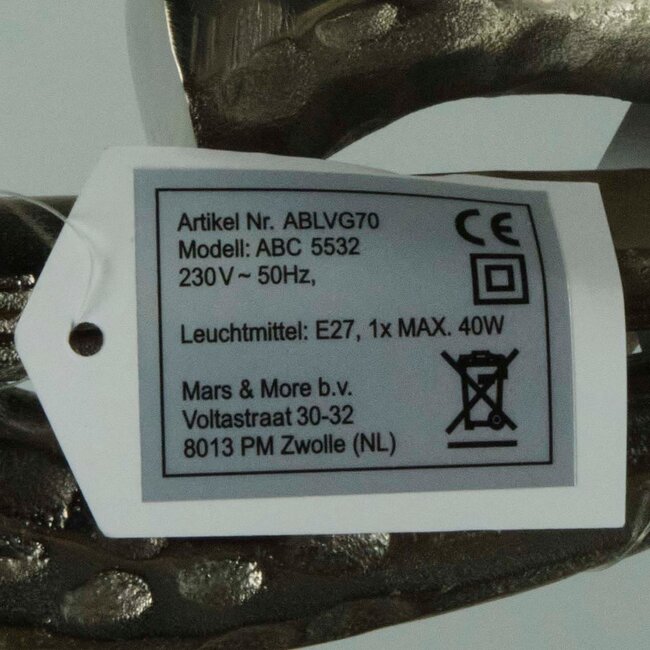 Artikel Nr. ABLVG70
Modell: ABC 5532
230V ~ 50Hz,
Leuchtmittel: E27, 1x MAX. 40W
Mars & More b.v.
Voltastraat 30-32
8013 PM Zwolle (NL)
CE